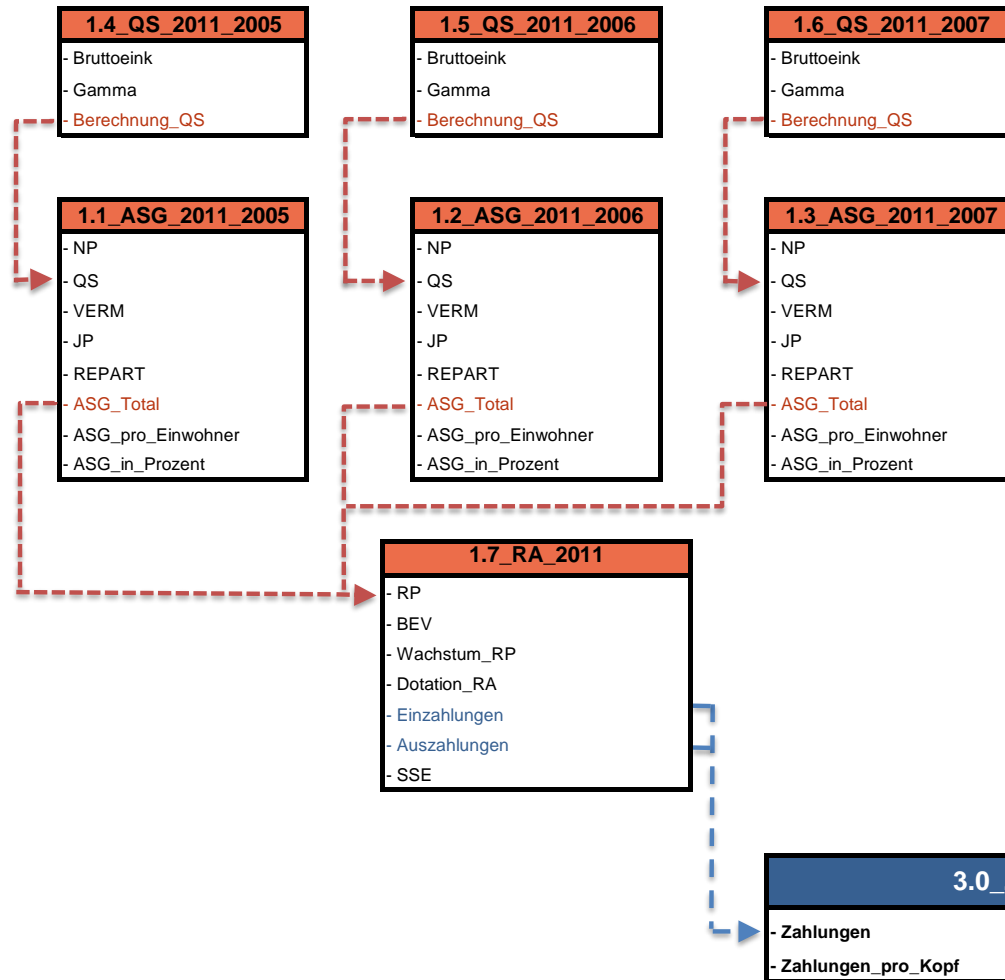 1.4_QS_2011_2005
- Bruttoeink
- Gamma
- Berechnung_QS
1.5_QS_2011_2006
- Bruttoeink
- Gamma
- Berechnung_QS
1.6_QS_2011_2007
- Bruttoeink
- Gamma
- Berechnung_QS
1.1_ASG_2011_2005
- NP
- QS
- VERM
- JP
- REPART
- ASG_Total
- ASG_pro_Einwohner
- ASG_in_Prozent
1.2_ASG_2011_2006
- NP
- QS
- VERM
- JP
- REPART
- ASG_Total
- ASG_pro_Einwohner
- ASG_in_Prozent
1.3_ASG_2011_2007
- NP
- QS
- VERM
- JP
- REPART
- ASG_Total
- ASG_pro_Einwohner
- ASG_in_Prozent
1.7_RA_2011
- RP
- BEV
- Wachstum_RP
- Dotation_RA
- Einzahlungen
- Auszahlungen
- SSE
3.0_
- Zahlungen
- Zahlungen_pro_Kopf